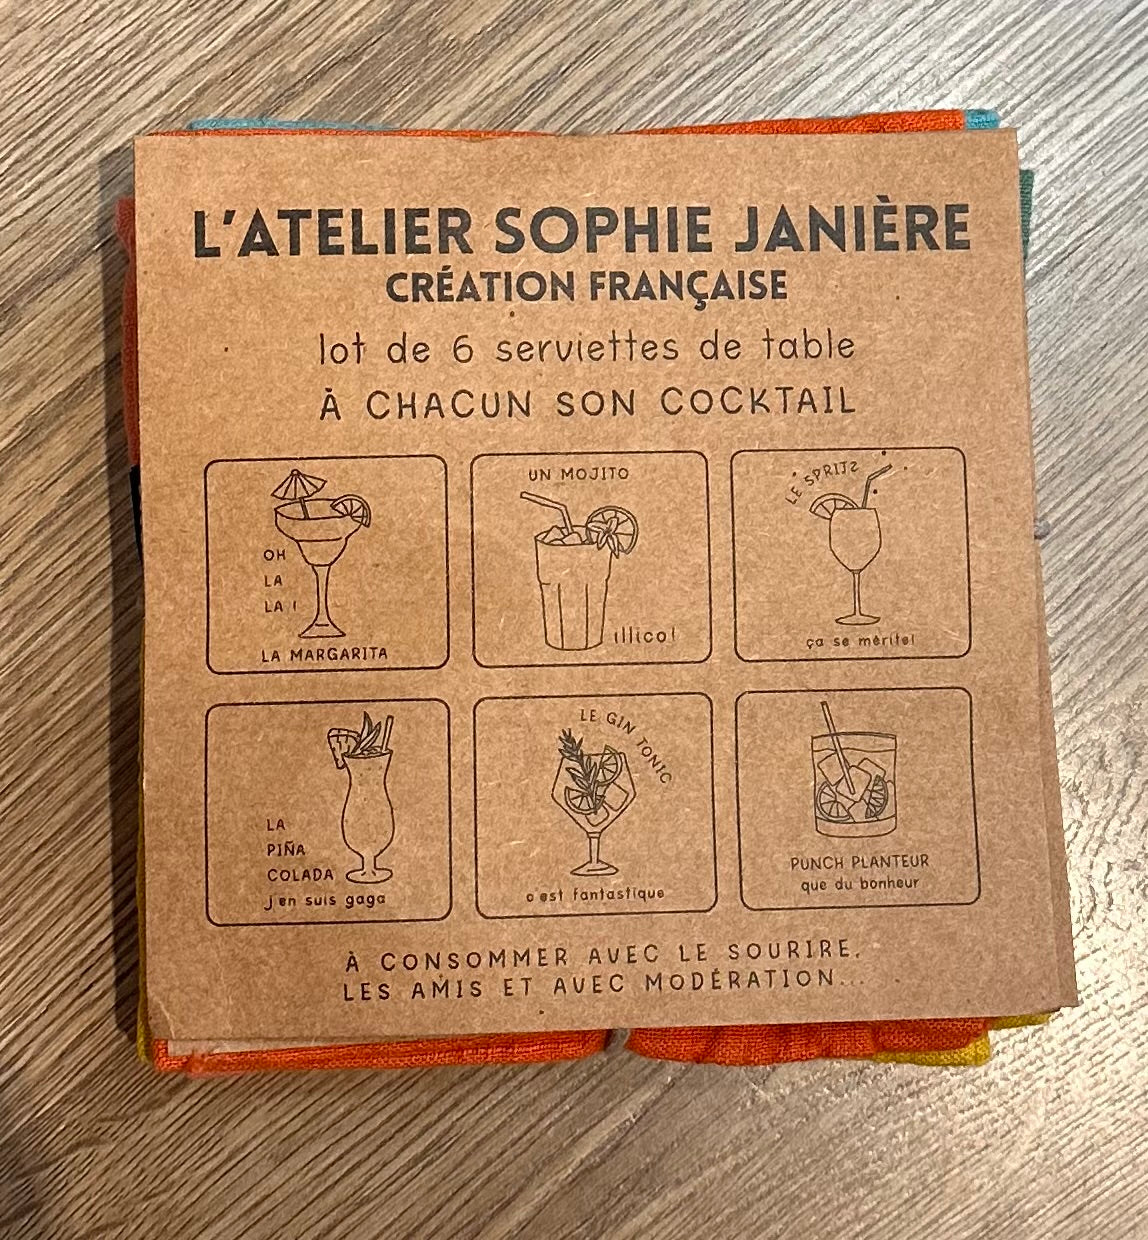 L'ATELIER SOPHIE JANIÈRE
CRÉATION FRANÇAISE
lot de 6 serviettes de table
À CHACUN SON COCKTAIL
OH
LA
LA !
LA MARGARITA
UN MOJITO
illico!
LE SPRITZ
ça se mérite!
LA
PIÑA
COLADA
j'en suis gaga
LE GIN TONIC
c'est fantastique
PUNCH PLANTEUR
que du bonheur
À CONSOMMER AVEC LE SOURIRE,
LES AMIS ET AVEC MODÉRATION...